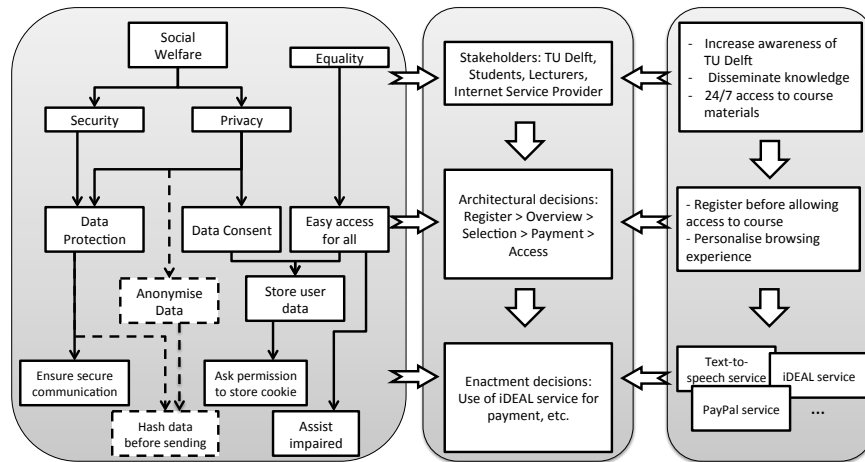 Social
Welfare
Equality
Security
Privacy
Data
Protection
Data Consent
Easy access
for all
Anonymise
Data
Store user
data
Ensure secure
communication
Ask permission
to store cookie
Hash data
before sending
Assist
impaired
Stakeholders: TU Delft,
Students, Lecturers,
Internet Service Provider
Architectural decisions:
Register > Overview >
Selection > Payment >
Access
Enactment decisions:
Use of iDEAL service for
payment, etc.
- Increase awareness of
TU Delft
- Disseminate knowledge
- 24/7 access to course
materials
- Register before allowing
access to course
- Personalise browsing
experience
Text-to-
speech service
iDEAL service
PayPal service
...